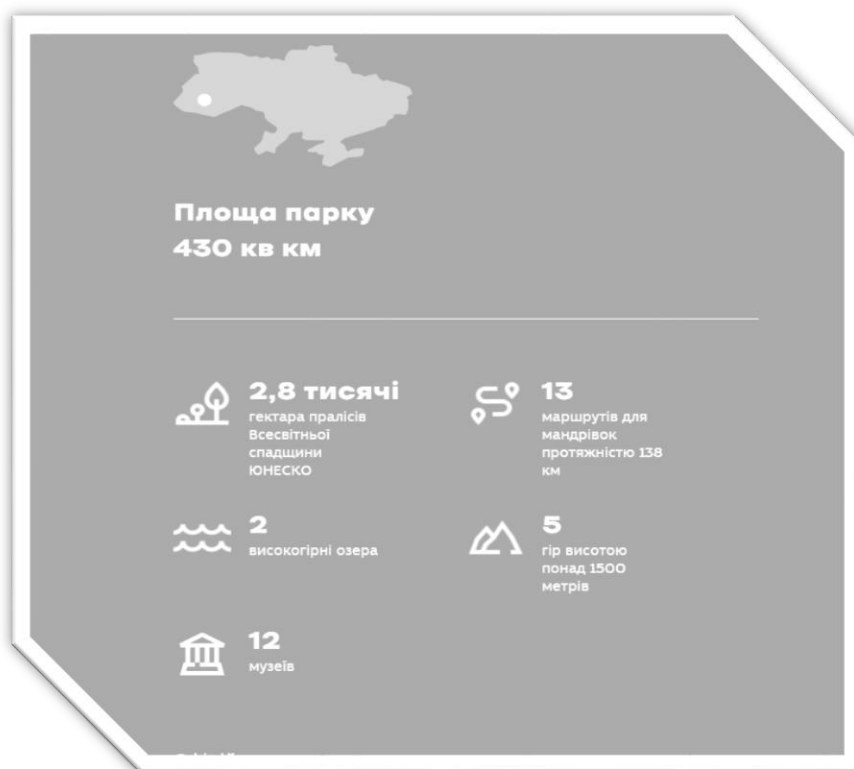 Площа парку
430 кв км
2,8 тисячі
гектара пралісів
Всесвітньої
спадщини
ЮНЕСКО
13
маршрутів для
мандрівок
протяжністю 138
км
2
високогірні озера
5
гір висотою
понад 1500
метрів
12
музеїв